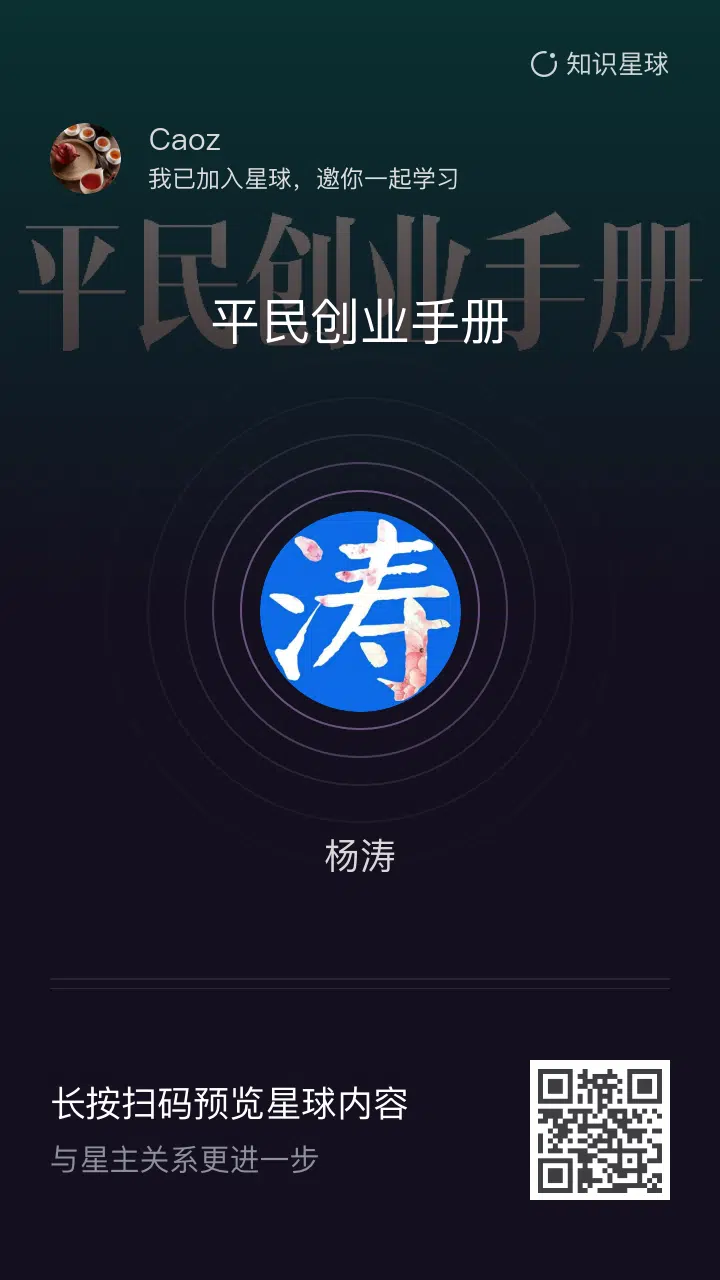 知识星球
Caoz
我已加入星球，邀你一起学习
平民创业手册
平民创业手册
涛
杨涛
长按扫码预览星球内容
与星主关系更进一步